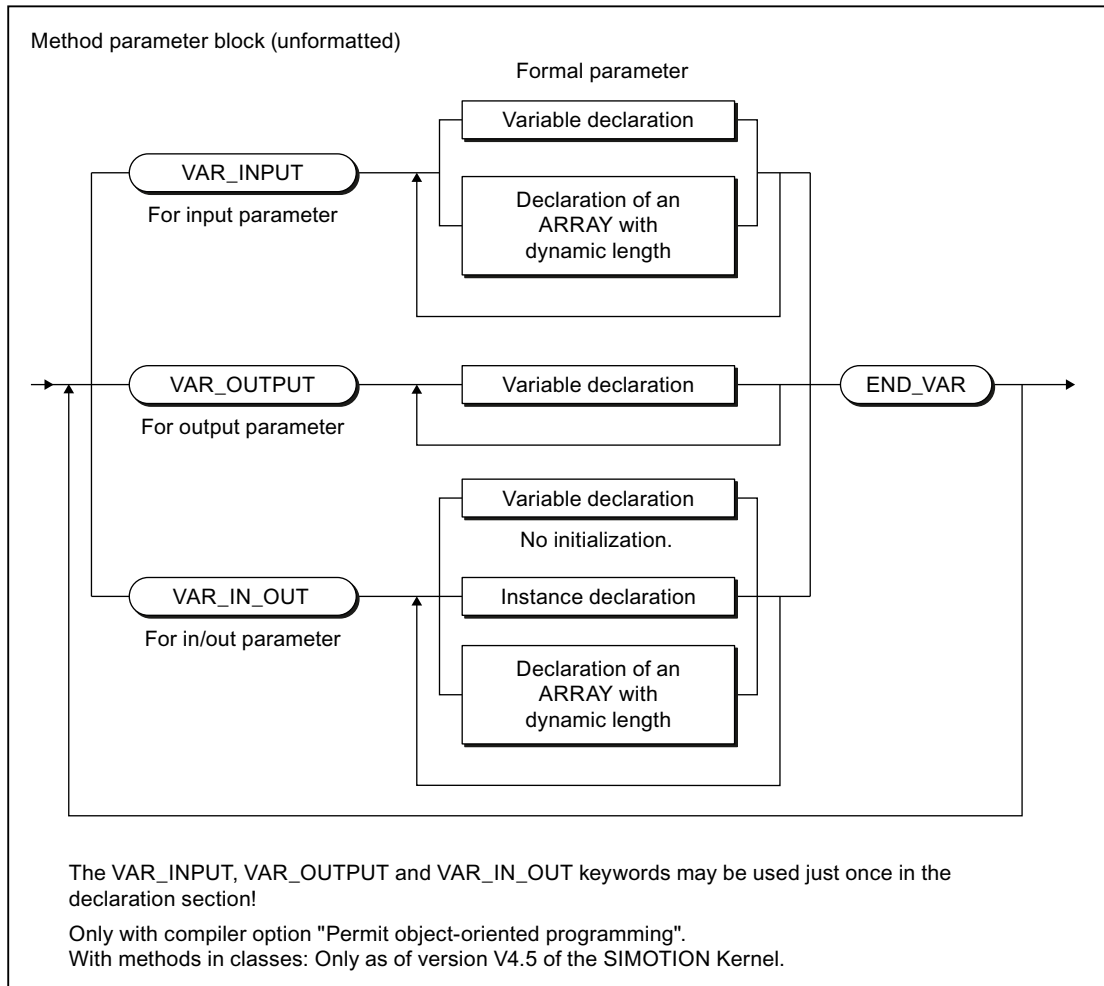 Method parameter block (unformatted)
Formal parameter
Variable declaration
VAR_INPUT
For input parameter
Declaration of an
ARRAY with
dynamic length
VAR_OUTPUT
Variable declaration
END_VAR
For output parameter
Variable declaration
No initialization.
VAR_IN_OUT
Instance declaration
For in/out parameter
Declaration of an
ARRAY with
dynamic length
The VAR_INPUT, VAR_OUTPUT and VAR_IN_OUT keywords may be used just once in the
declaration section!
Only with compiler option "Permit object-oriented programming".
With methods in classes: Only as of version V4.5 of the SIMOTION Kernel.